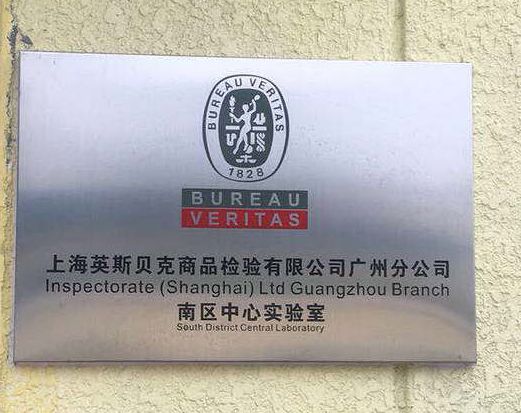 BUREAU VERITAS
1828
BUREAU
VERITAS
上海英斯贝克商品检验有限公司广州分公司
Inspectorate (Shanghai) Ltd Guangzhou Branch
南区中心实验室
South District Central Laboratory